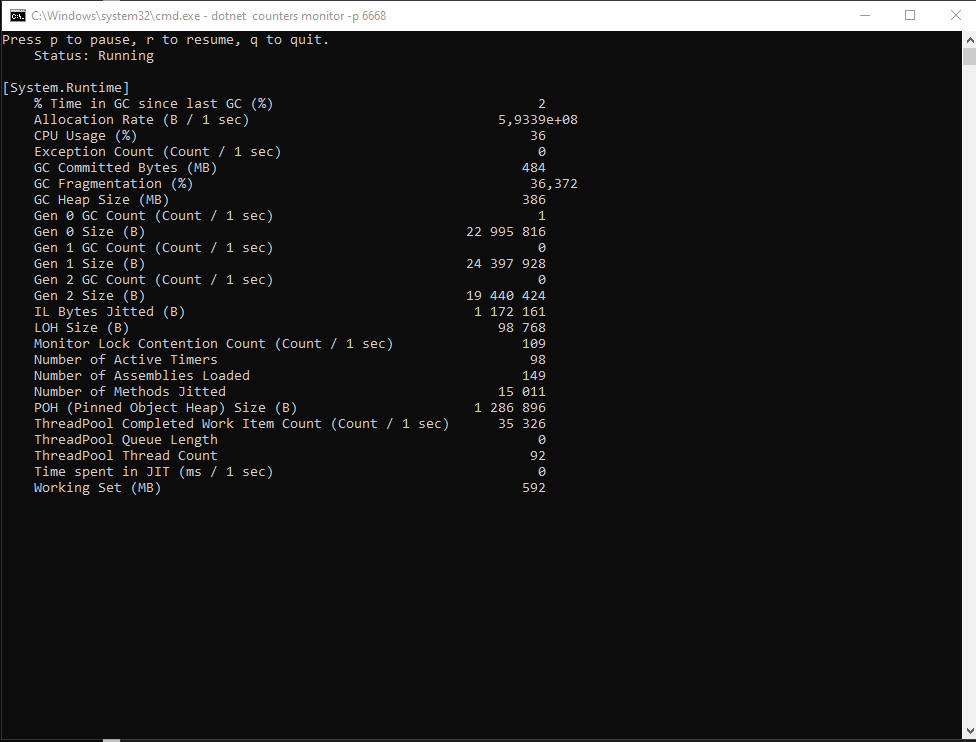 C:\Windows\system32\cmd.exe - dotnet counters monitor -p 6668
Press p to pause, r to resume, q to quit.
Status: Running
[System.Runtime]
% Time in GC since last GC (%) 2
Allocation Rate (B / 1 sec) 5,9339e+08
CPU Usage (%) 36
Exception Count (Count / 1 sec) 0
GC Committed Bytes (MB) 484
GC Fragmentation (%) 36,372
GC Heap Size (MB) 386
Gen 0 GC Count (Count / 1 sec) 1
Gen 0 Size (B) 22 995 816
Gen 1 GC Count (Count / 1 sec) 0
Gen 1 Size (B) 24 397 928
Gen 2 GC Count (Count / 1 sec) 0
Gen 2 Size (B) 19 440 424
IL Bytes Jitted (B) 1 172 161
LOH Size (B) 98 768
Monitor Lock Contention Count (Count / 1 sec) 109
Number of Active Timers 98
Number of Assemblies Loaded 149
Number of Methods Jitted 15 011
POH (Pinned Object Heap) Size (B) 1 286 896
ThreadPool Completed Work Item Count (Count / 1 sec) 35 326
ThreadPool Queue Length 0
ThreadPool Thread Count 92
Time spent in JIT (ms / 1 sec) 0
Working Set (MB) 592